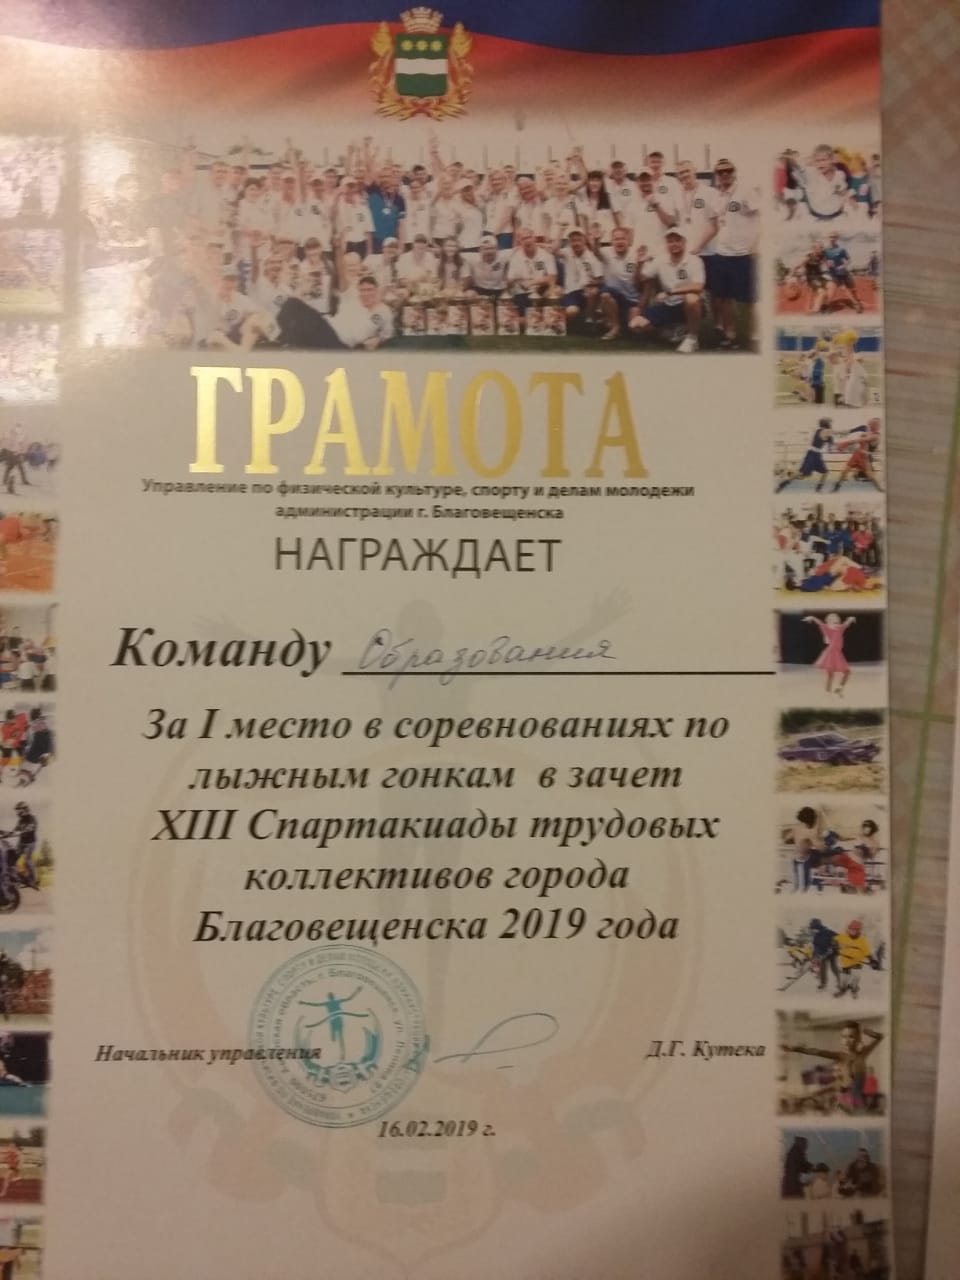 ГРАМОТА
Управление по физической культуре, спорту и делам молодежи
администрации г. Благовещенска
НАГРАЖДАЕТ
Команду Образования
За I место в соревнованиях по
лыжным гонкам в зачет
XIII Спартакиады трудовых
коллективов города
Благовещенска 2019 года
Начальник управления
Д.Г. Кутека
16.02.2019 г.